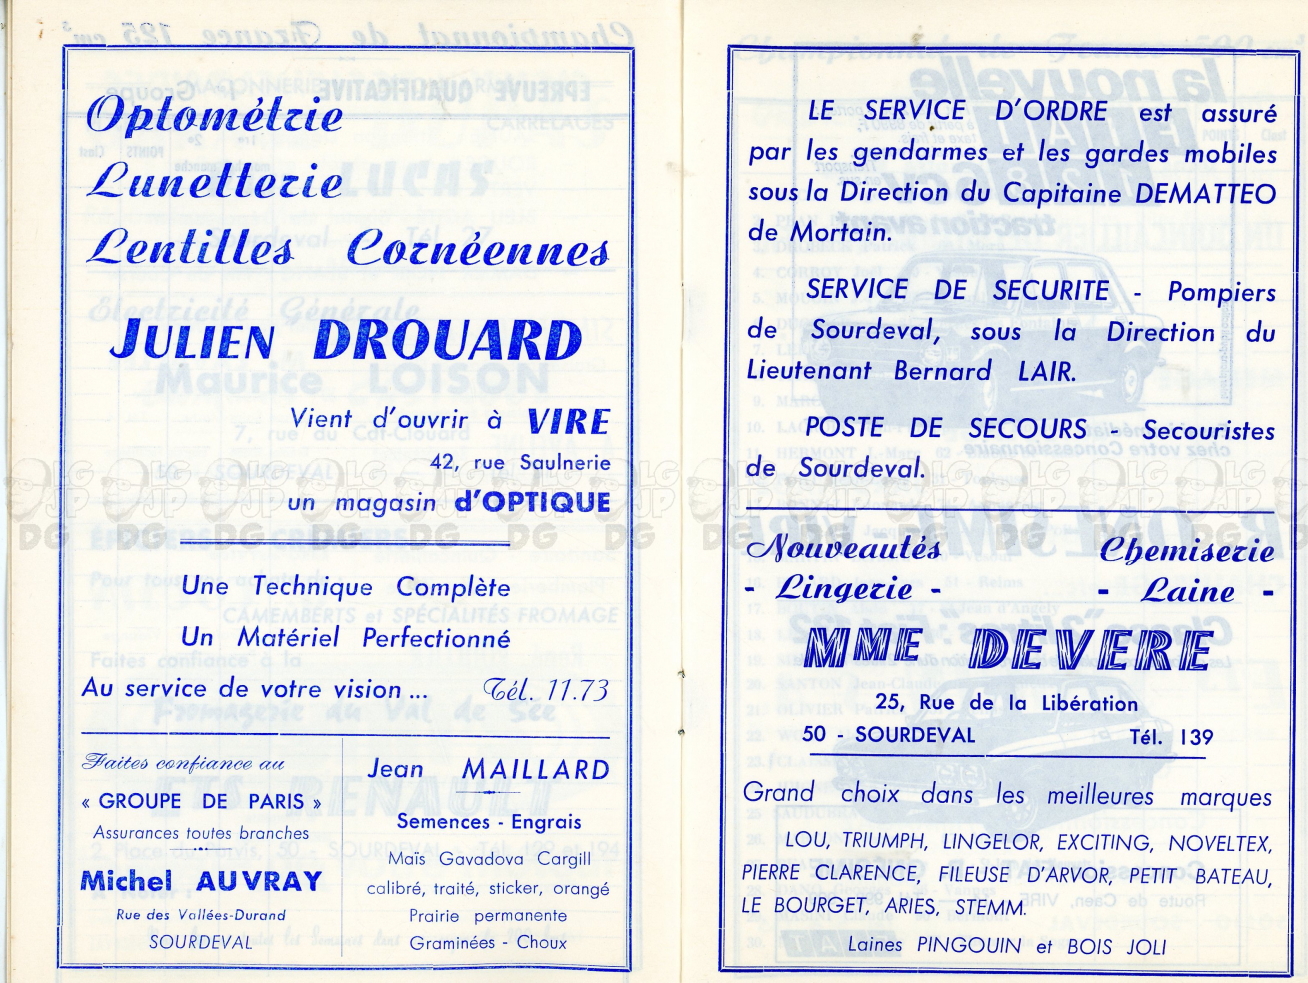 Optométrie
Lunetterie
Lentilles Cornéennes
JULIEN DROUARD
Vient d'ouvrir à VIRE
42, rue Saulnerie
un magasin d'OPTIQUE
Une Technique Complète
Un Matériel Perfectionné
Au service de votre vision ... Tél. 11.73
Faites confiance au
« GROUPE DE PARIS »
Assurances toutes branches
Michel AUVRAY
Rue des Vallées-Durand
SOURDEVAL
Jean MAILLARD
Semences - Engrais
Maïs Gavadova Cargill
calibré, traité, sticker, orangé
Prairie permanente
Graminées - Choux
LE SERVICE D'ORDRE est assuré
par les gendarmes et les gardes mobiles
sous la Direction du Capitaine DEMATTEO
de Mortain.
SERVICE DE SECURITE - Pompiers
de Sourdeval, sous la Direction du
Lieutenant Bernard LAIR.
POSTE DE SECOURS - Secouristes
de Sourdeval.
Nouveautés Chemiserie
- Lingerie - - Laine -
MME DEVERE
25, Rue de la Libération
50 - SOURDEVAL Tél. 139
Grand choix dans les meilleures marques
LOU, TRIUMPH, LINGELOR, EXCITING, NOVELTEX,
PIERRE CLARENCE, FILEUSE D'ARVOR, PETIT BATEAU,
LE BOURGET, ARIES, STEMM.
Laines PINGOUIN et BOIS JOLI